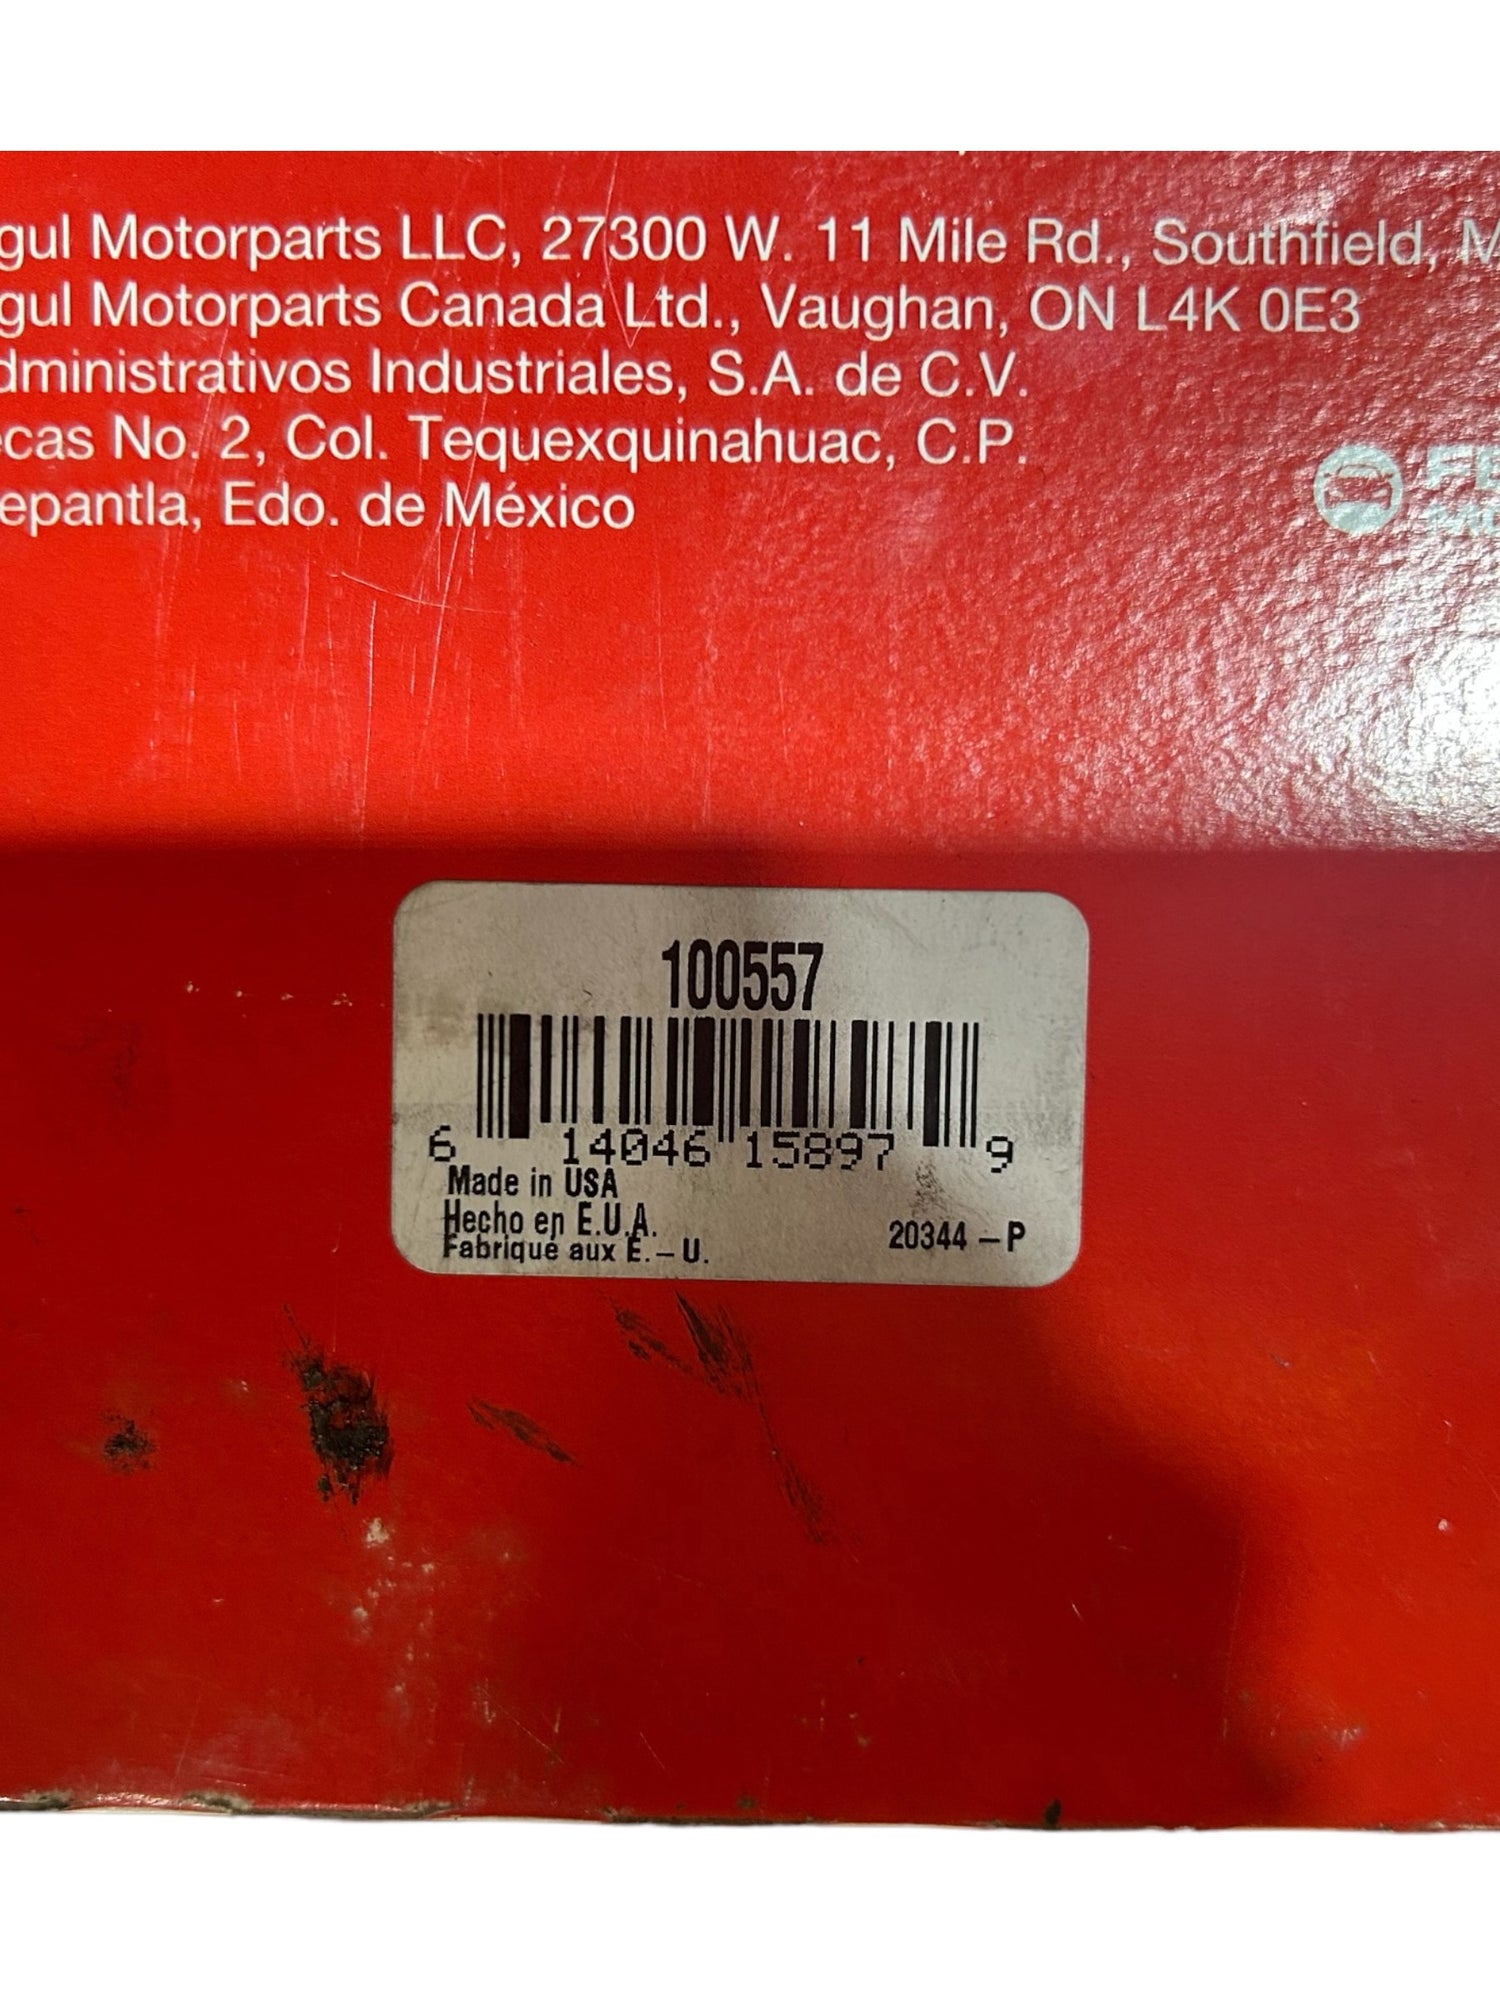 gul Motorparts LLC, 27300 W. 11 Mile Rd., Southfield, M
gul Motorparts Canada Ltd., Vaughan, ON L4K 0E3
dministrativos Industriales, S.A. de C.V.
ecas No. 2, Col. Tequexquinahuac, C.P.
epantla, Edo. de México
FE
100557
6 14046 15897 9
Made in USA
Hecho en E.U.A.
Fabriqué aux É.-U.
20344-P